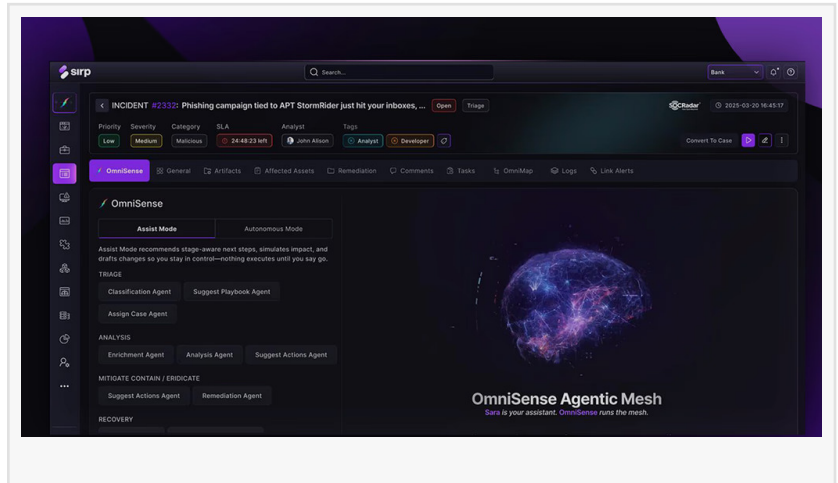 sirp
Search...
Bank
INCIDENT #2332: Phishing campaign tied to APT StormRider just hit your inboxes, ...
Open
Triage
SOCRadar
2025-03-20 16:45:17
Priority
Severity
Category
SLA
Analyst
Tags
Low
Medium
Malicious
24:48:23 left
John Alison
Analyst
Developer
Convert To Case
OmniSense
General
Artifacts
Affected Assets
Remediation
Comments
Tasks
OmniMap
Logs
Link Alerts
OmniSense
Assist Mode
Autonomous Mode
Assist Mode recommends stage-aware next steps, simulates impact, and
drafts changes so you stay in control—nothing executes until you say go.
TRIAGE
Classification Agent
Suggest Playbook Agent
Assign Case Agent
ANALYSIS
Enrichment Agent
Analysis Agent
Suggest Actions Agent
MITIGATE CONTAIN / ERIDICATE
Suggest Actions Agent
Remediation Agent
RECOVERY
OmniSense Agentic Mesh
Sara is your assistant. OmniSense runs the mesh.